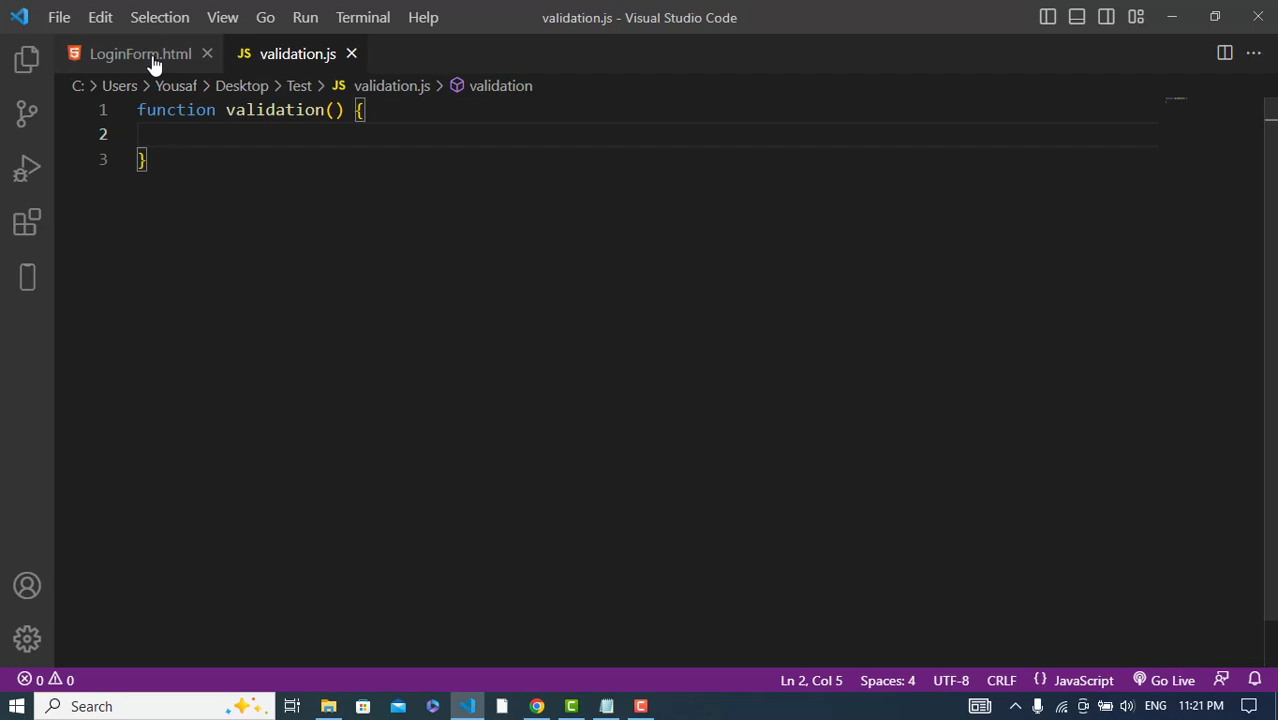 File Edit Selection View Go Run Terminal Help validation.js - Visual Studio Code
5 LoginForm.html JS validation.js
C: > Users > Yousaf > Desktop > Test > JS validation.js > validation
1 function validation() {
2
3 }
0 0 Ln 2, Col 5 Spaces: 4 UTF-8 CRLF {} JavaScript Go Live
Search ENG 11:21 PM